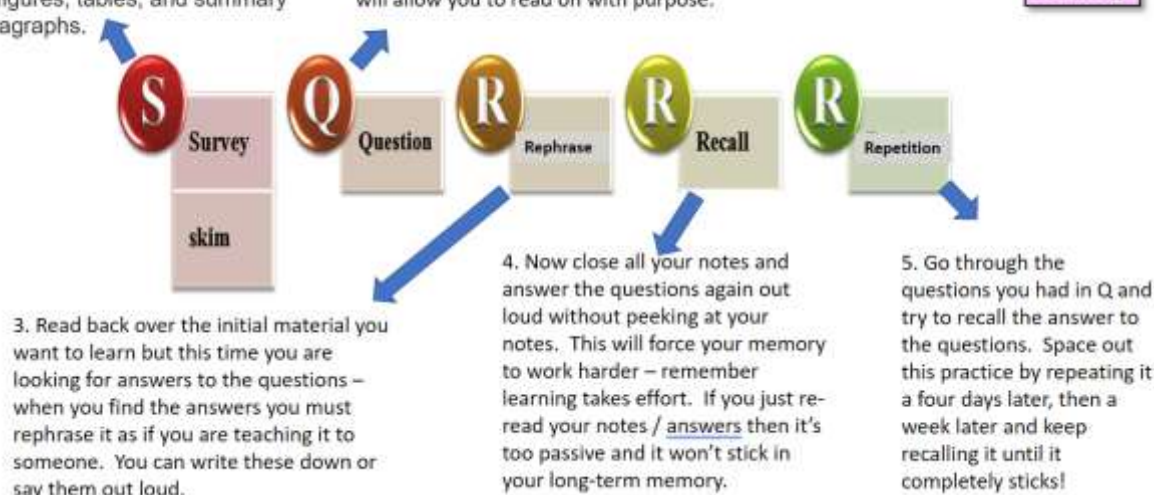 figures, tables, and summary
agraphs.
will allow you to read on with purpose.
S
Survey
skim
Q
Question
R
Rephrase
R
Recall
R
Repetition
3. Read back over the initial material you
want to learn but this time you are
looking for answers to the questions –
when you find the answers you must
rephrase it as if you are teaching it to
someone. You can write these down or
say them out loud.
4. Now close all your notes and
answer the questions again out
loud without peeking at your
notes. This will force your memory
to work harder – remember
learning takes effort. If you just re-
read your notes / answers then it's
too passive and it won't stick in
your long-term memory.
5. Go through the
questions you had in Q and
try to recall the answer to
the questions. Space out
this practice by repeating it
a four days later, then a
week later and keep
recalling it until it
completely sticks!